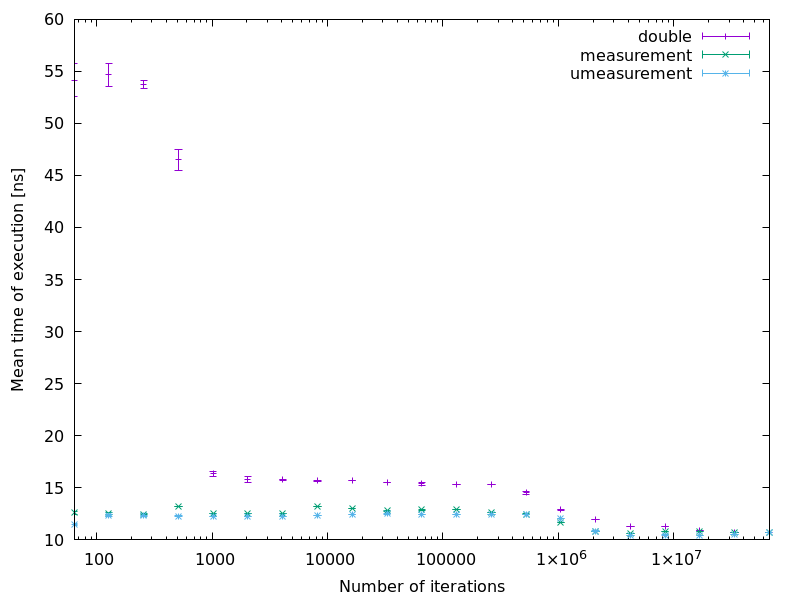 60
55
50
45
40
35
30
25
20
15
10
Mean time of execution [ns]
double
measurement
umeasurement
100 1000 10000 100000 1×10⁶ 1×10⁷
Number of iterations